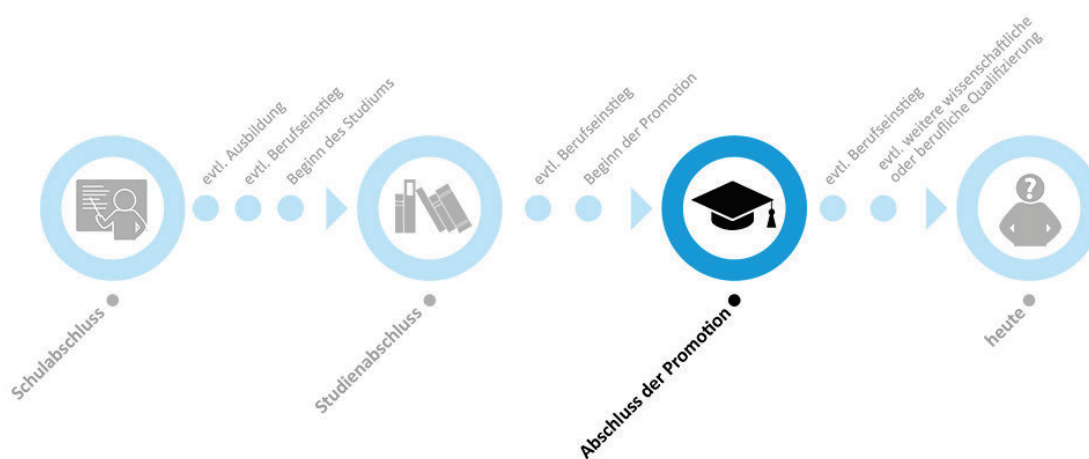 evtl. Ausbildung
evtl. Berufseinstieg
Beginn des Studiums
evtl. Berufseinstieg
Beginn der Promotion
evtl. Berufseinstieg
evtl. weitere wissenschaftliche
oder berufliche Qualifizierung
?
Schulabschluss
Studienabschluss
Abschluss der Promotion
heute